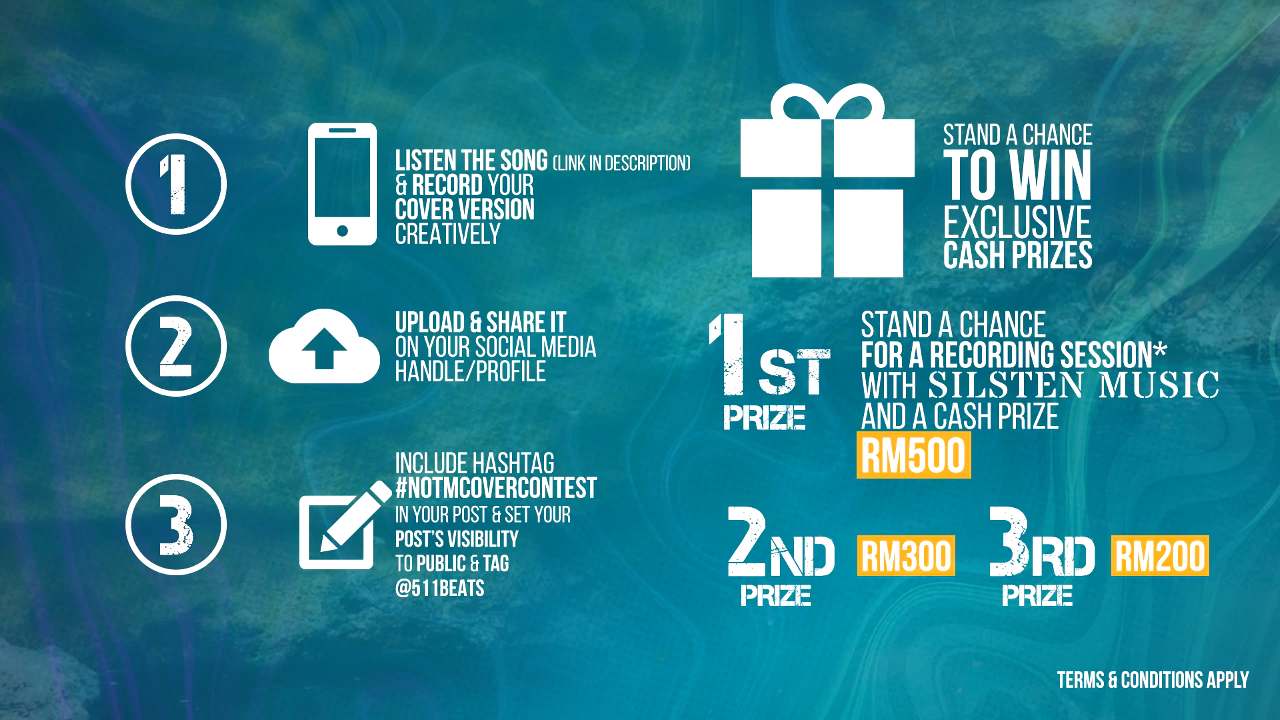 1
LISTEN THE SONG (LINK IN DESCRIPTION)
& RECORD YOUR
COVER VERSION
CREATIVELY
2
UPLOAD & SHARE IT
ON YOUR SOCIAL MEDIA
HANDLE/PROFILE
3
INCLUDE HASHTAG
#NOTMCOVERCONTEST
IN YOUR POST & SET YOUR
POST'S VISIBILITY
TO PUBLIC & TAG
@511BEATS
STAND A CHANCE
TO WIN
EXCLUSIVE
CASH PRIZES
1ST
PRIZE
STAND A CHANCE
FOR A RECORDING SESSION*
WITH SILSTEN MUSIC
AND A CASH PRIZE
RM500
2ND
PRIZE
RM300
3RD
PRIZE
RM200
TERMS & CONDITIONS APPLY